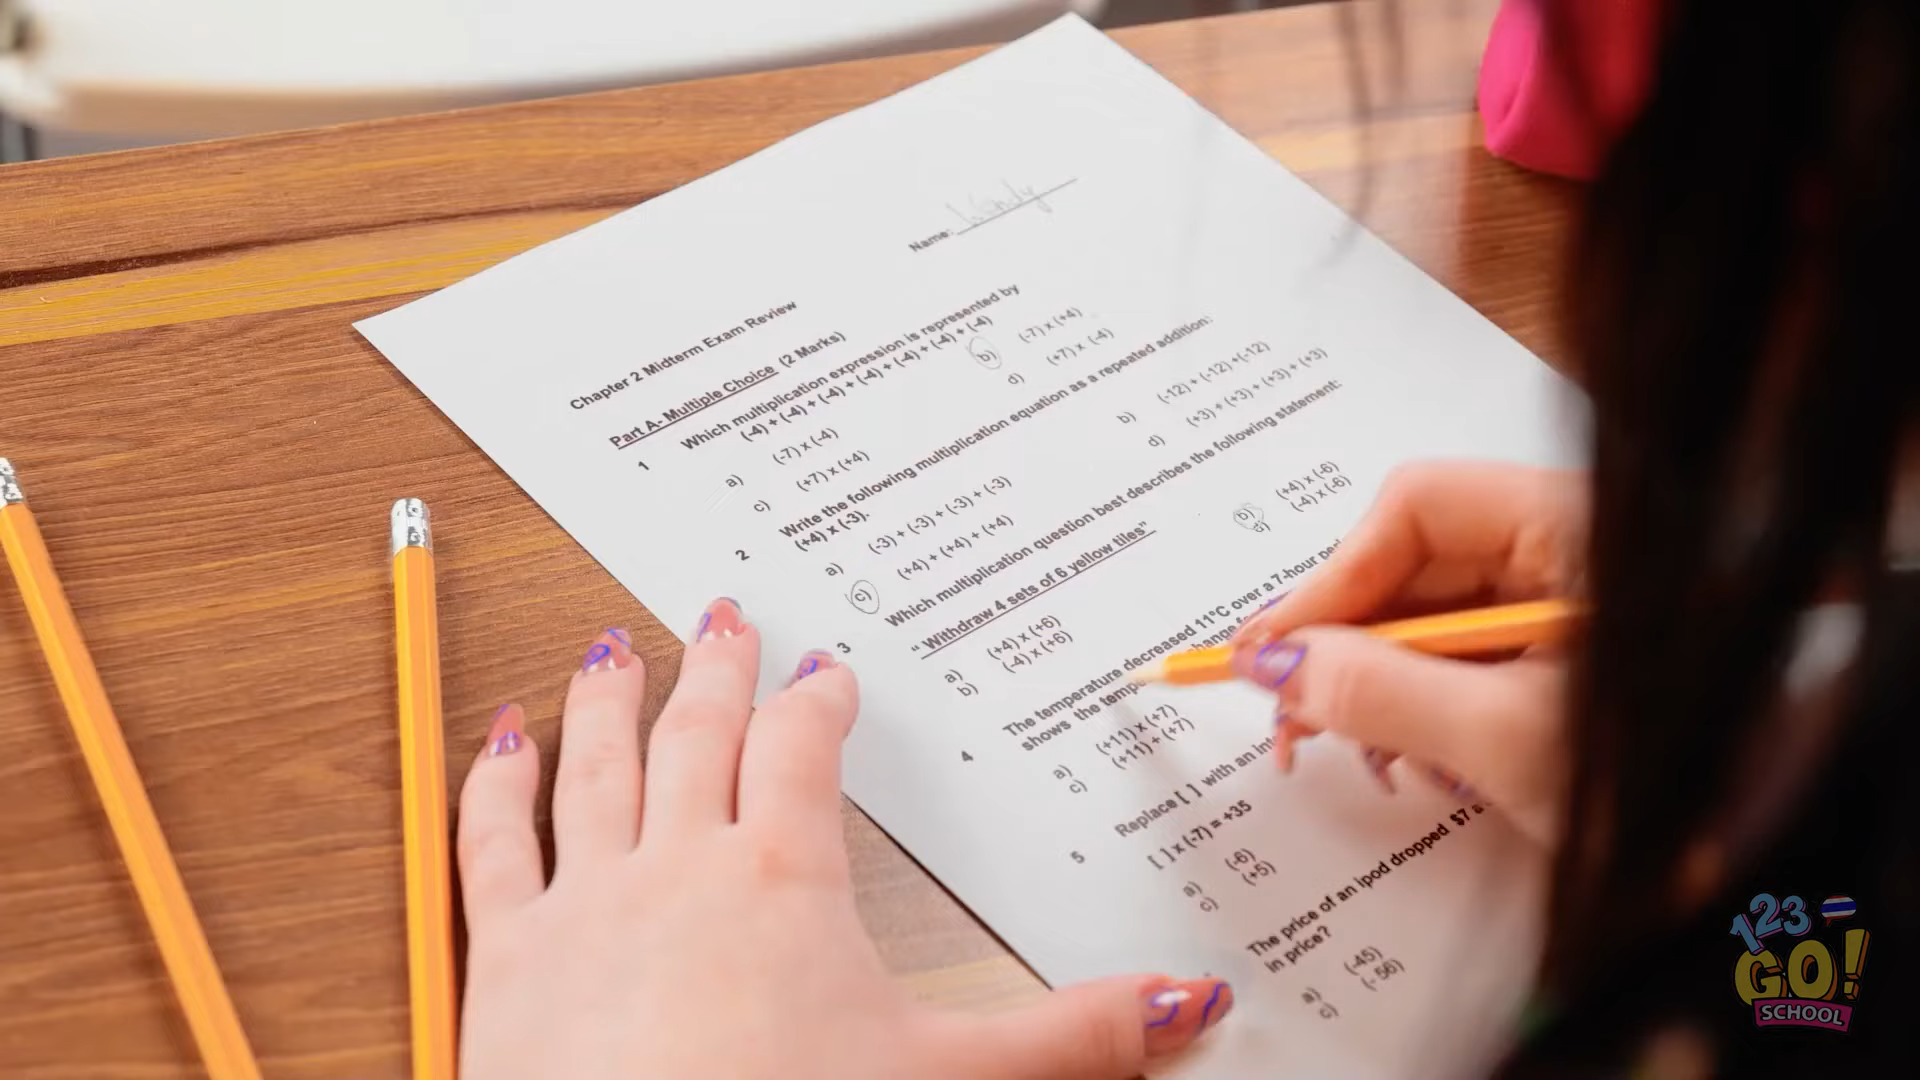 Name: Wendy
Chapter 2 Midterm Exam Review
Part A- Multiple Choice (2 Marks)
1 Which multiplication expression is represented by
(-4) + (-4) + (-4) + (-4) + (-4) + (-4) + (-4)
a) (-7) x (-4) b) (-7) x (+4)
c) (+7) x (+4) d) (+7) x (-4)
2 Write the following multiplication equation as a repeated addition:
(+4) x (-3).
a) (-3) + (-3) + (-3) + (-3) b) (-12) + (-12) + (-12)
c) (+4) + (+4) + (+4) d) (+3) + (+3) + (+3) + (+3)
3 Which multiplication question best describes the following statement:
“ Withdraw 4 sets of 6 yellow tiles”
a) (+4) x (+6) b) (+4) x (-6)
b) (-4) x (+6) d) (-4) x (-6)
4 The temperature decreased 11°C over a 7-hour
shows the change
a) (+11) x (+7)
c) (+11) + (+7)
5 Replace [ ] with an
[ ] x (-7) = +35
a) (-6)
c) (+5)
The price of an ipod dropped $7
in price?
a) (-45)
c) (-56)
123
GO!
SCHOOL